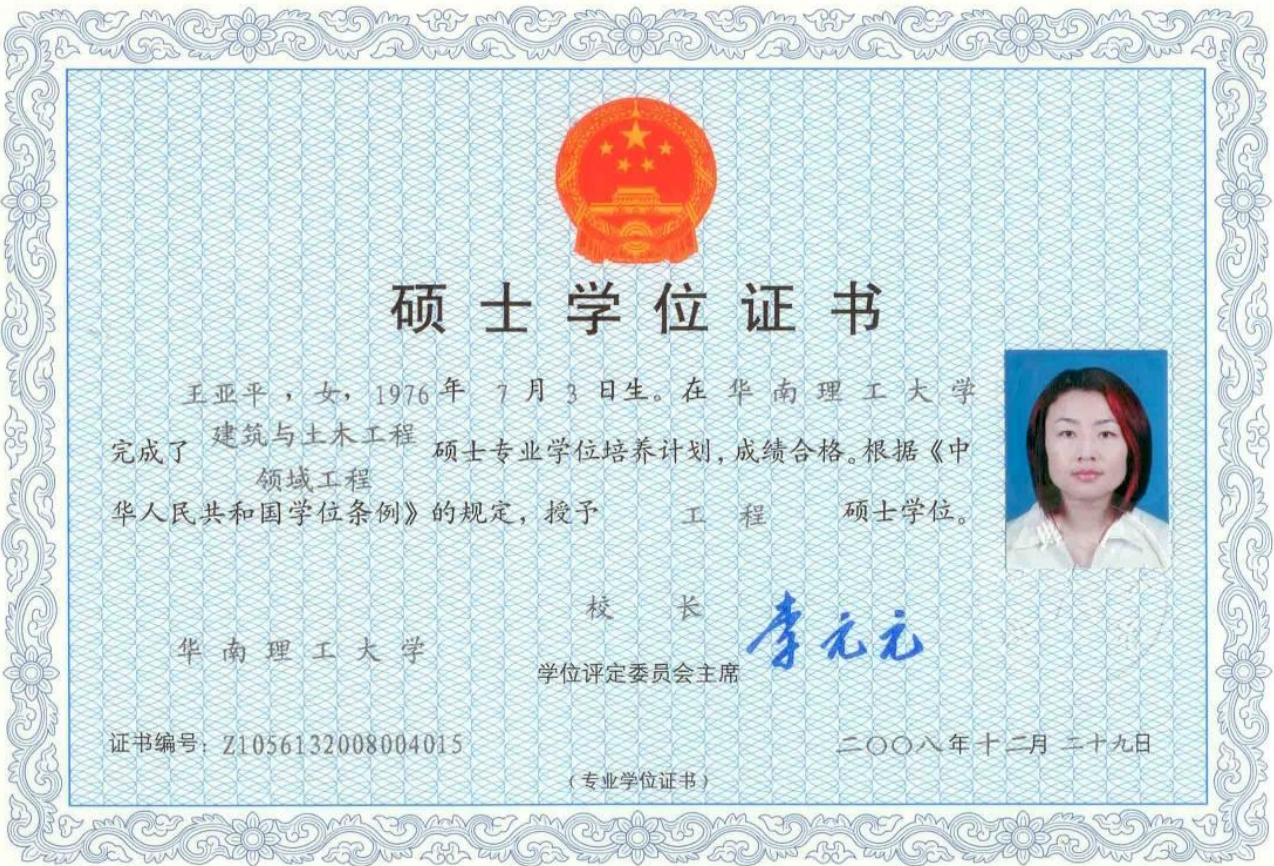 硕士学位证书
王亚平，女，1976年 7月3日生。在 华南理工大学
完成了 建筑与土木工程领域工程 硕士专业学位培养计划，成绩合格。根据《中
华人民共和国学位条例》的规定，授予 工程 硕士学位。
校 长 李元元
华南理工大学
学位评定委员会主席
证书编号：Z1056132008004015
二〇〇八年十二月二十九日
（专业学位证书）